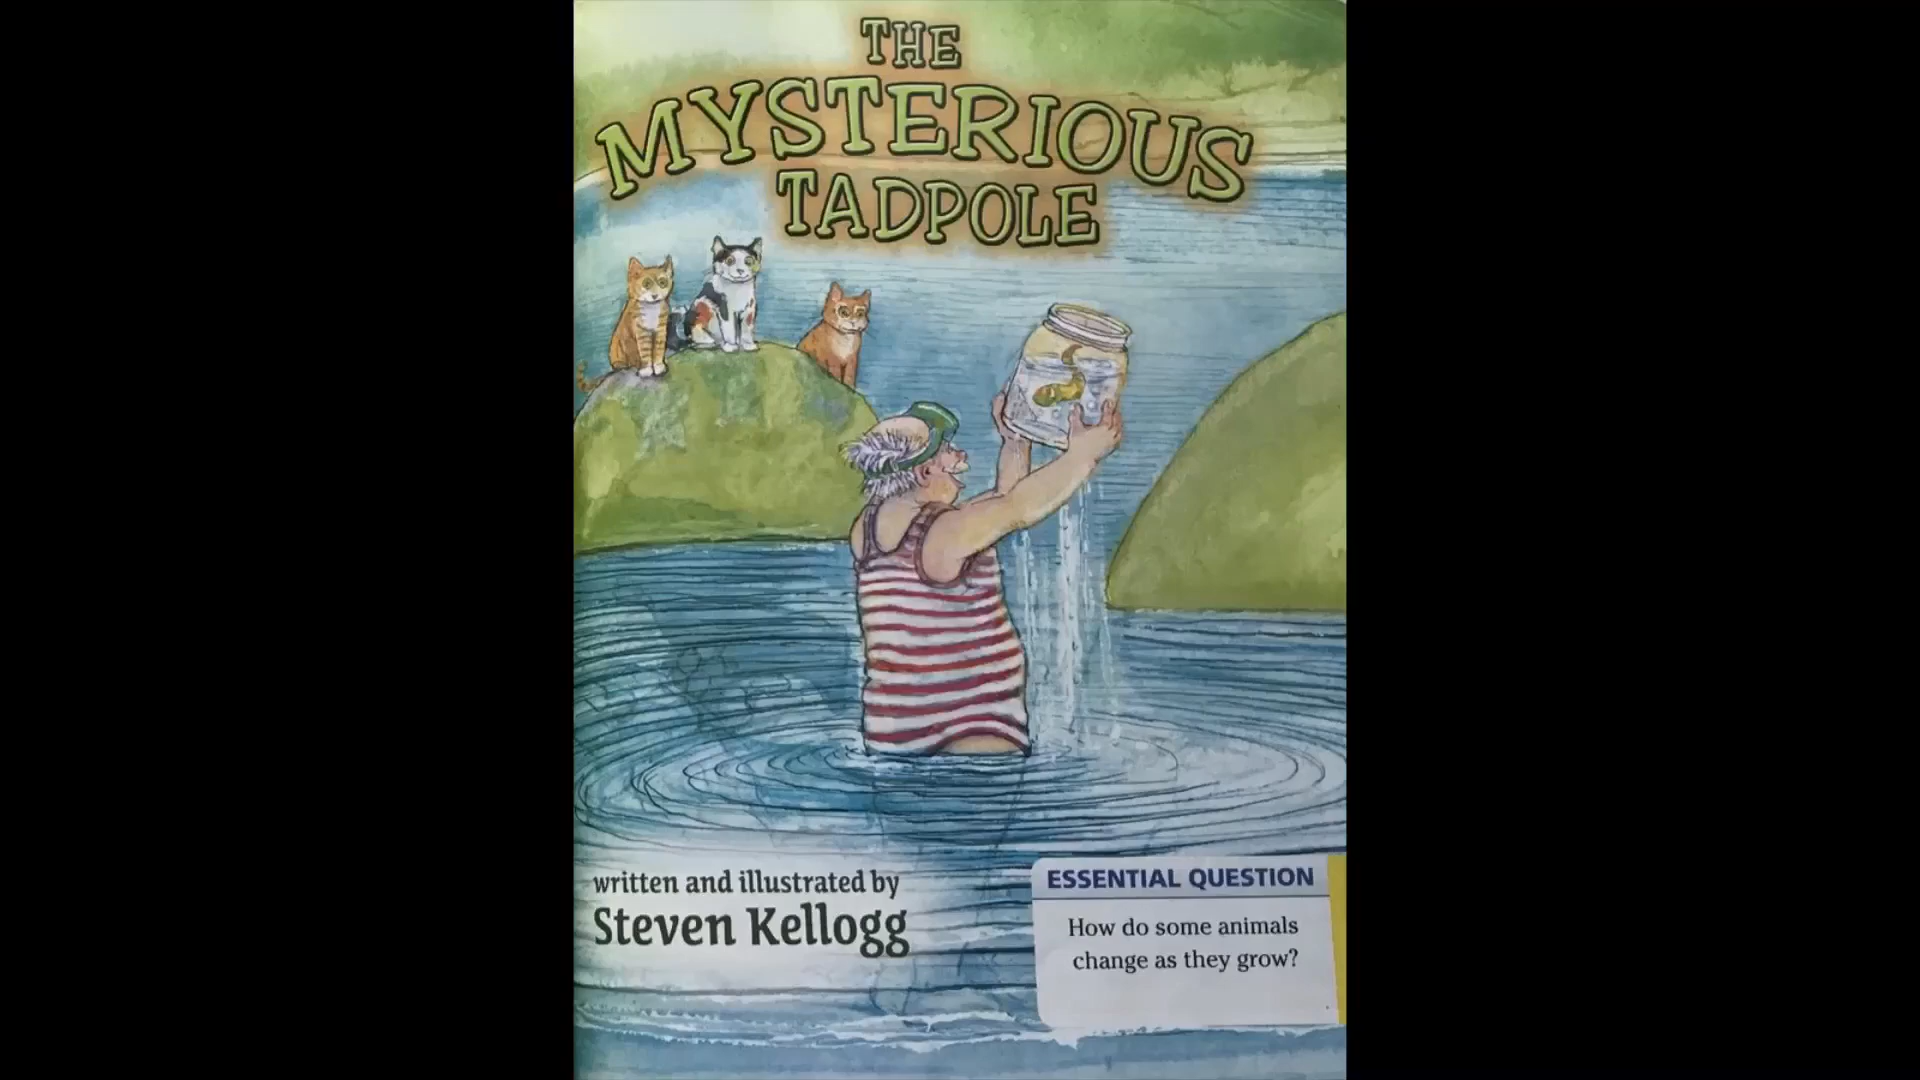 THE
MYSTERIOUS
TADPOLE
written and illustrated by
Steven Kellogg
ESSENTIAL QUESTION
How do some animals
change as they grow?